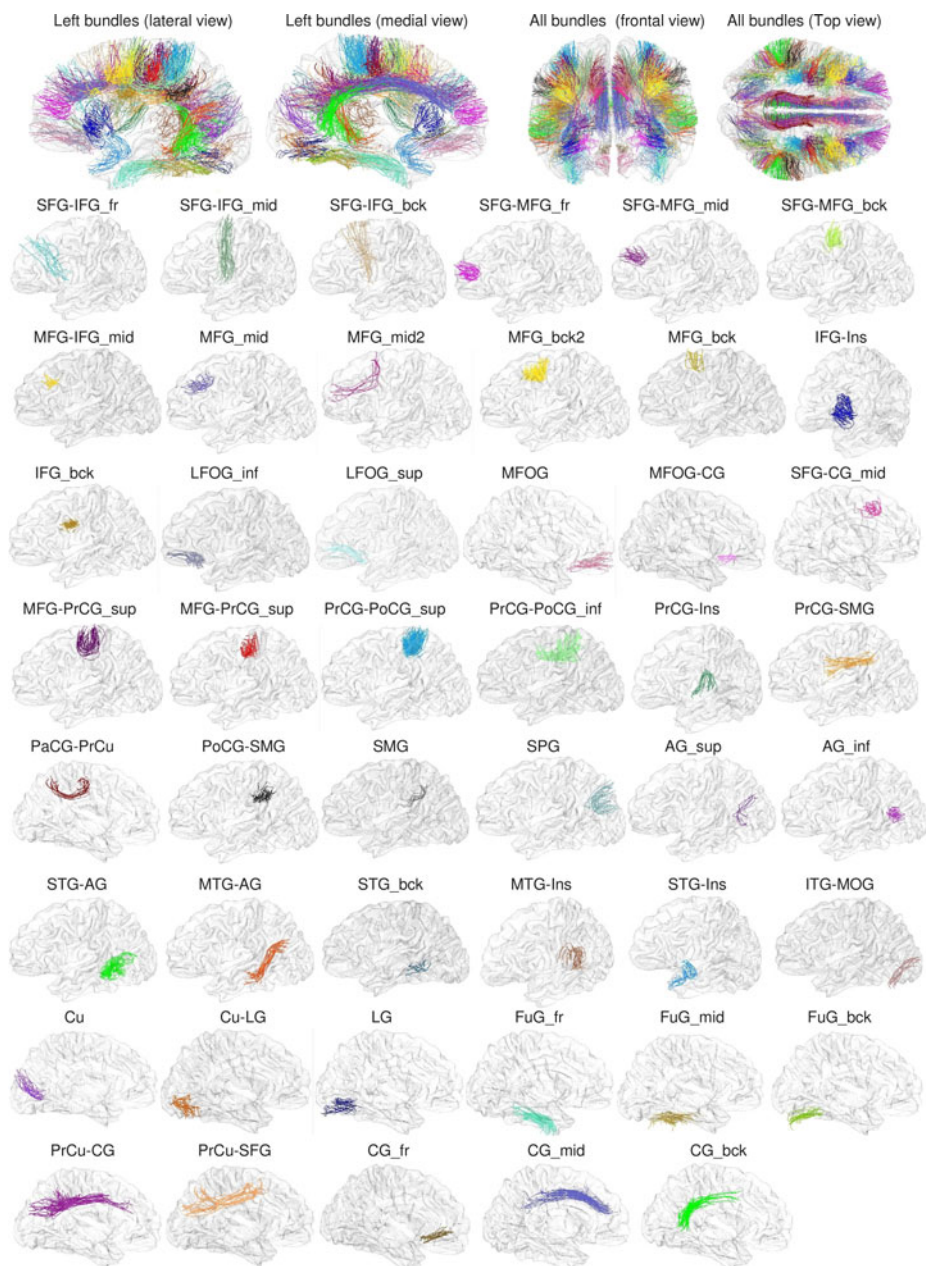 Left bundles (lateral view) Left bundles (medial view) All bundles (frontal view) All bundles (Top view)
SFG-IFG_fr SFG-IFG_mid SFG-IFG_bck SFG-MFG_fr SFG-MFG_mid SFG-MFG_bck
MFG-IFG_mid MFG_mid MFG_mid2 MFG_bck2 MFG_bck IFG-Ins
IFG_bck LFOG_inf LFOG_sup MFOG MFOG-CG SFG-CG_mid
MFG-PrCG_sup MFG-PrCG_sup PrCG-PoCG_sup PrCG-PoCG_inf PrCG-Ins PrCG-SMG
PaCG-PrCu PoCG-SMG SMG SPG AG_sup AG_inf
STG-AG MTG-AG STG_bck MTG-Ins STG-Ins ITG-MOG
Cu Cu-LG LG FuG_fr FuG_mid FuG_bck
PrCu-CG PrCu-SFG CG_fr CG_mid CG_bck